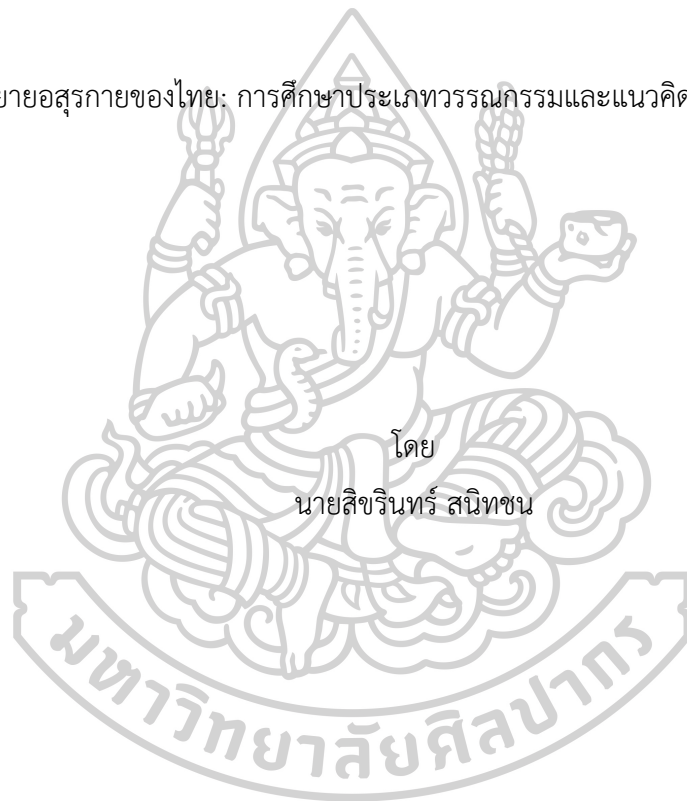 ยายอสุรกายของไทย: การศึกษาประเภทวรรณกรรมและแนวคิด
โดย
นายสิขรินทร์ สนิทชน
มหาวิทยาลัยศิลปากร